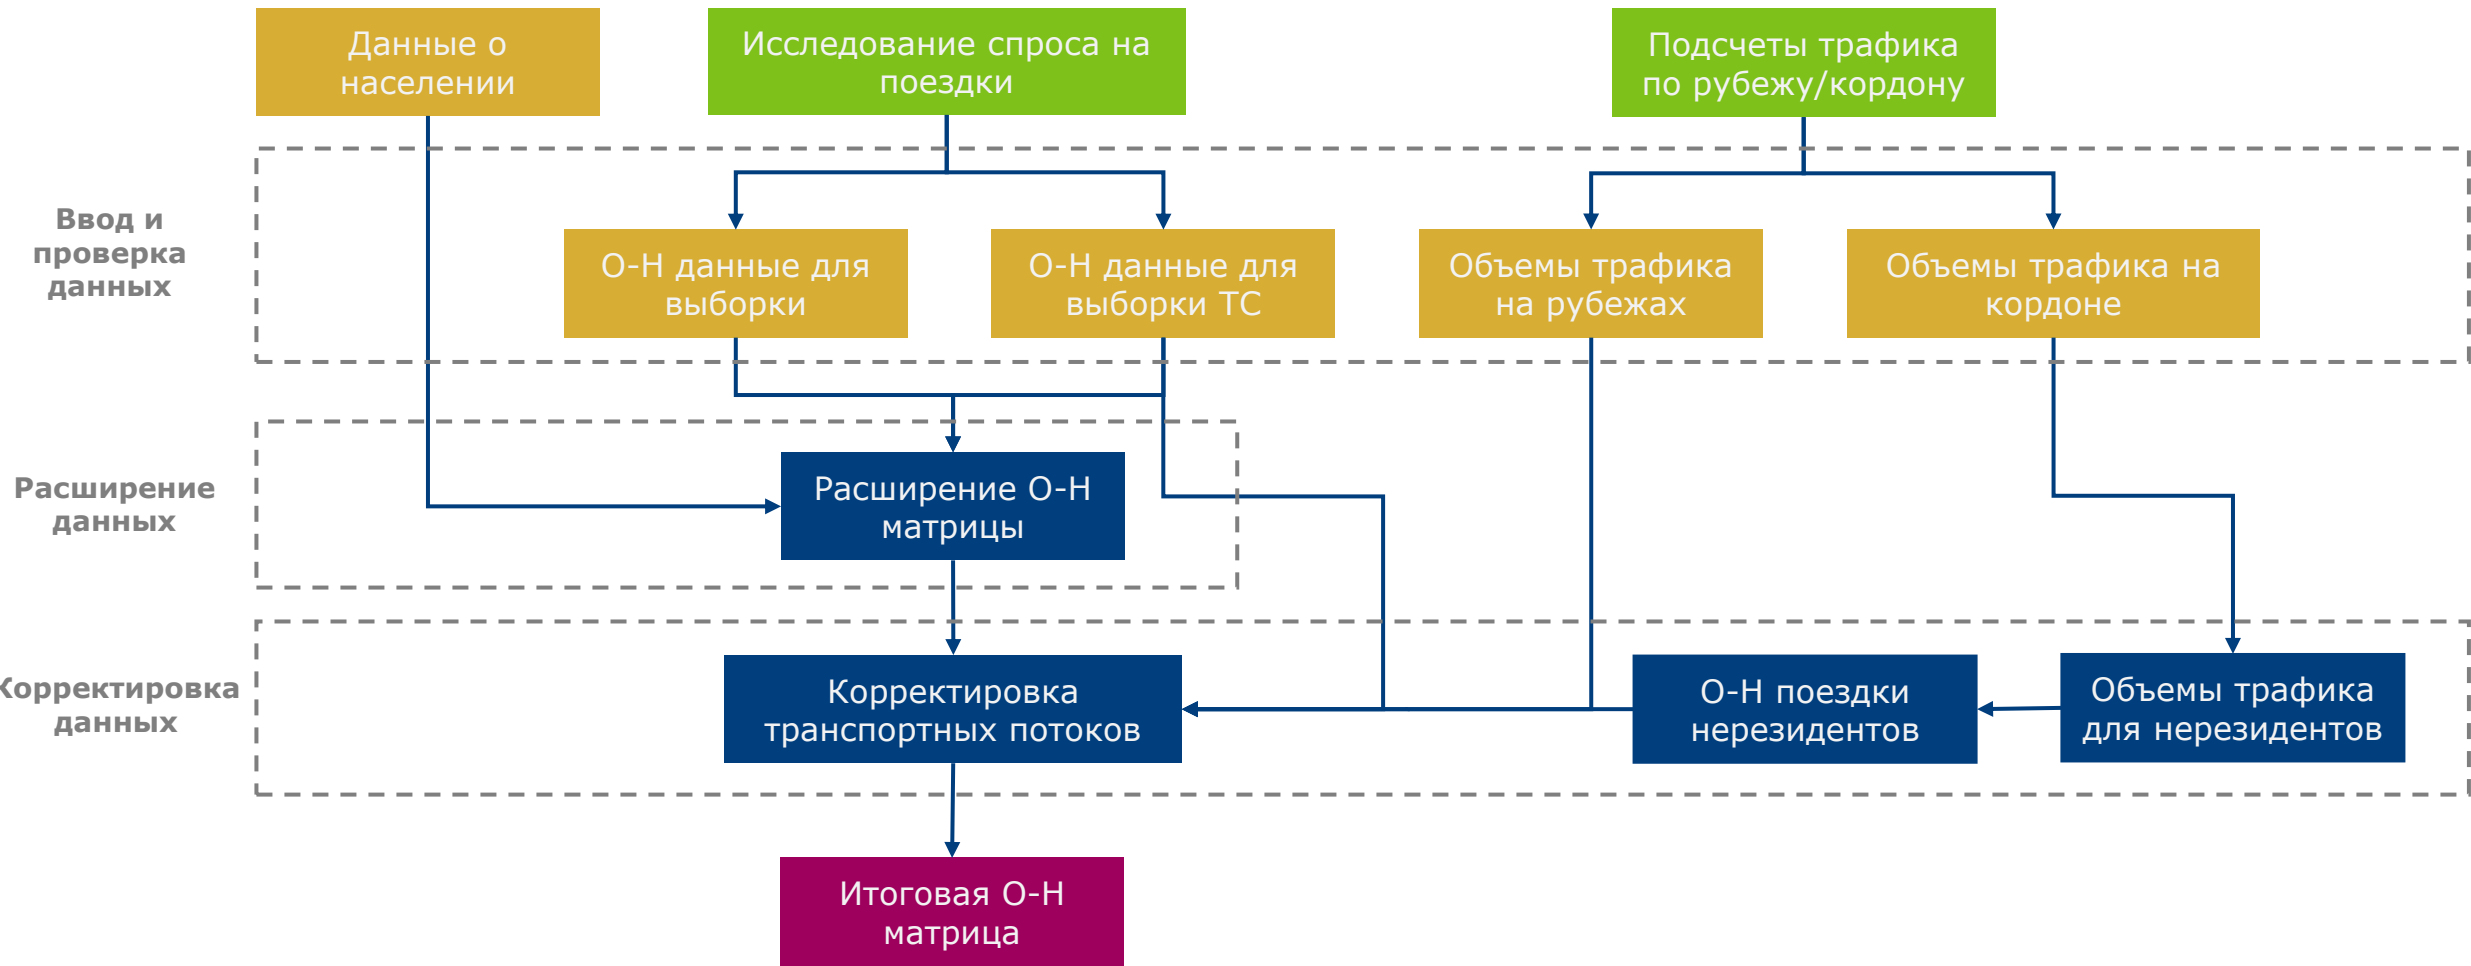 Данные о
населении
Исследование спроса на
поездки
Подсчеты трафика
по рубежу/кордону
Ввод и
проверка
данных
О-Н данные для
выборки
О-Н данные для
выборки ТС
Объемы трафика
на рубежах
Объемы трафика на
кордоне
Расширение
данных
Расширение О-Н
матрицы
Корректировка
данных
Корректировка
транспортных потоков
О-Н поездки
нерезидентов
Объемы трафика
для нерезидентов
Итоговая О-Н
матрица